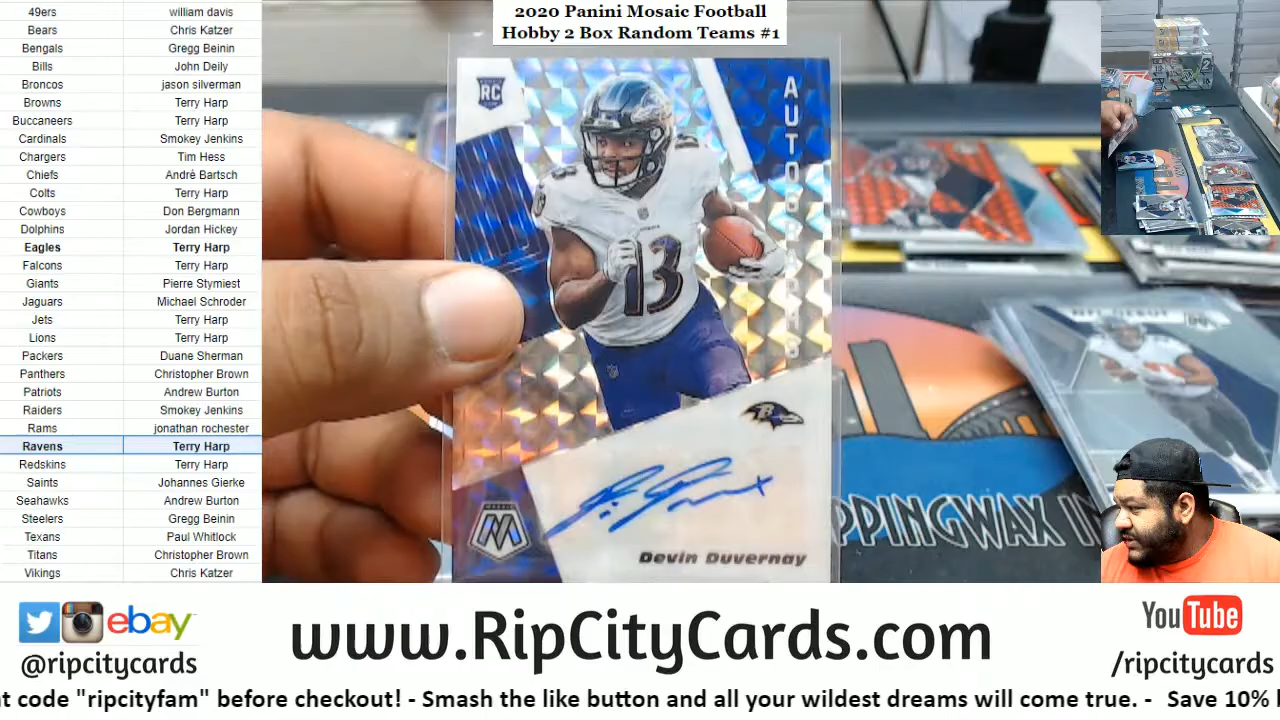 2020 Panini Mosaic Football
Hobby 2 Box Random Teams #1
49ers william davis
Bears Chris Katzer
Bengals Gregg Beinin
Bills John Deily
Broncos jason silverman
Browns Terry Harp
Buccaneers Terry Harp
Cardinals Smokey Jenkins
Chargers Tim Hess
Chiefs Andrè Bartsch
Colts Terry Harp
Cowboys Don Bergmann
Dolphins Jordan Hickey
Eagles Terry Harp
Falcons Terry Harp
Giants Pierre Stymiest
Jaguars Michael Schroder
Jets Terry Harp
Lions Terry Harp
Packers Duane Sherman
Panthers Christopher Brown
Patriots Andrew Burton
Raiders Smokey Jenkins
Rams jonathan rochester
Ravens Terry Harp
Redskins Terry Harp
Saints Johannes Gierke
Seahawks Andrew Burton
Steelers Gregg Beinin
Texans Paul Whitlock
Titans Christopher Brown
Vikings Chris Katzer
RC
AUTOGRAPHS
13
Devin Duvernay
PPINGWAX
ebay
@ripcitycards
www.RipCityCards.com
YouTube
/ripcitycards
t code "ripcityfam" before checkout! - Smash the like button and all your wildest dreams will come true. - Save 10%